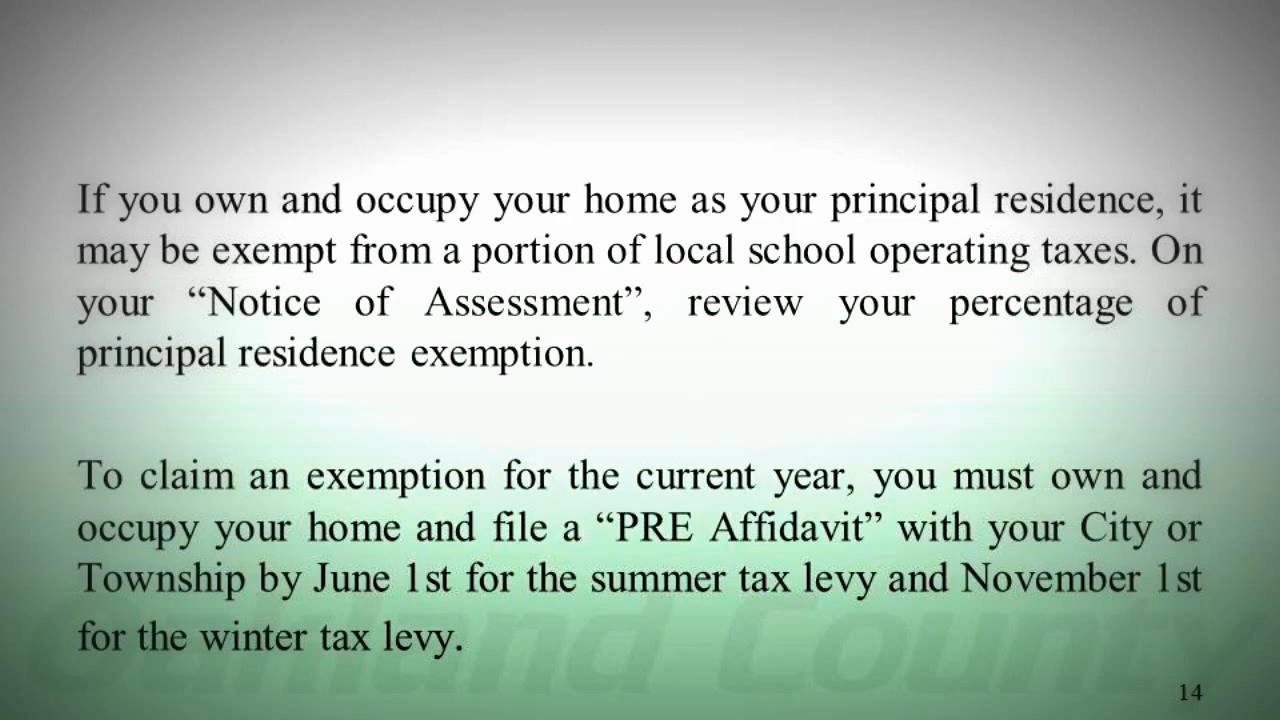 If you own and occupy your home as your principal residence, it
may be exempt from a portion of local school operating taxes. On
your “Notice of Assessment”, review your percentage of
principal residence exemption.
To claim an exemption for the current year, you must own and
occupy your home and file a “PRE Affidavit” with your City or
Township by June 1st for the summer tax levy and November 1st
for the winter tax levy.
Oakland County
14